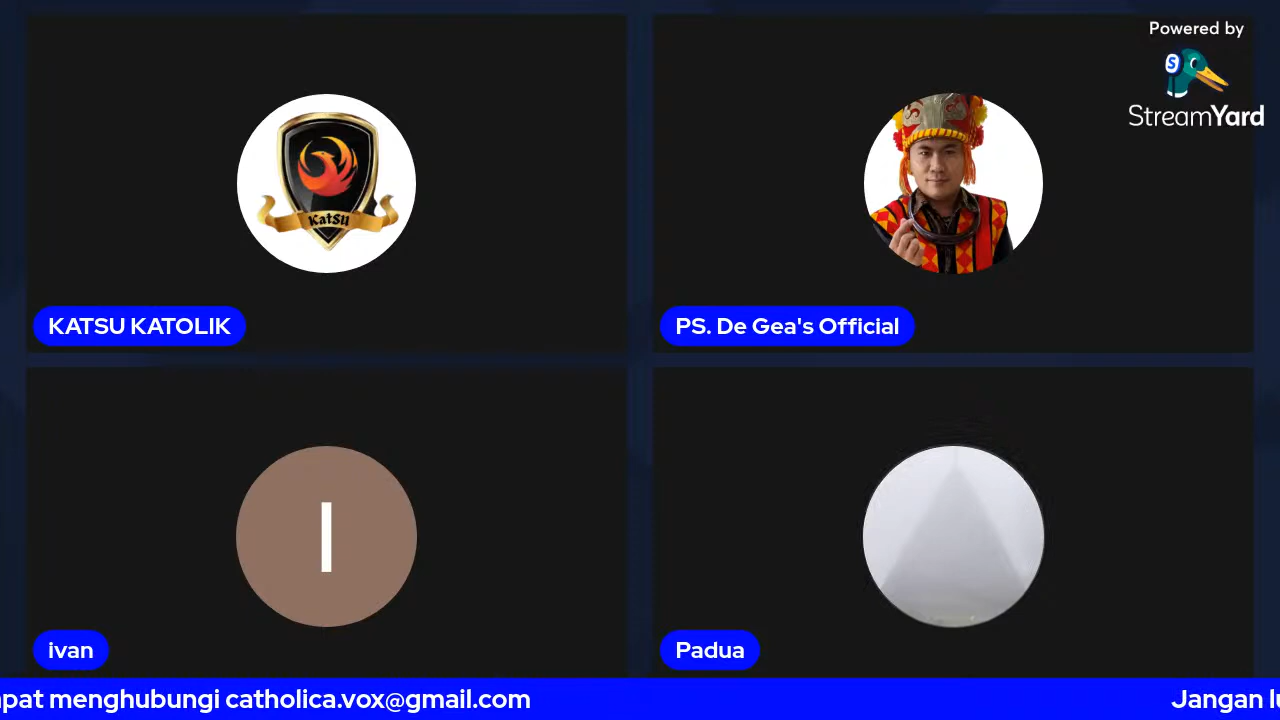 Powered by
StreamYard
KatSU
KATSU KATOLIK
PS. De Gea's Official
I
ivan
Padua
menghubungi catholica.vox@gmail.com
Jangan